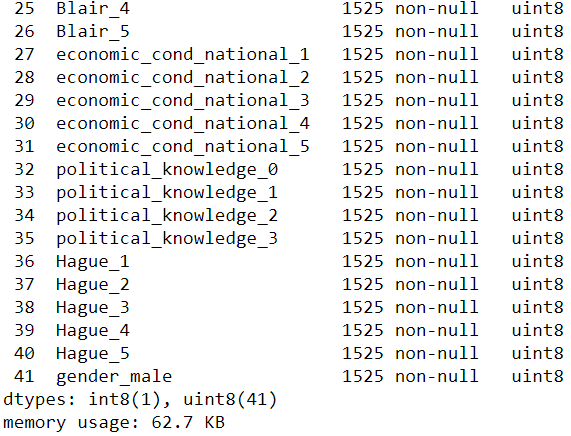 25 Blair_4 1525 non-null uint8
26 Blair_5 1525 non-null uint8
27 economic_cond_national_1 1525 non-null uint8
28 economic_cond_national_2 1525 non-null uint8
29 economic_cond_national_3 1525 non-null uint8
30 economic_cond_national_4 1525 non-null uint8
31 economic_cond_national_5 1525 non-null uint8
32 political_knowledge_0 1525 non-null uint8
33 political_knowledge_1 1525 non-null uint8
34 political_knowledge_2 1525 non-null uint8
35 political_knowledge_3 1525 non-null uint8
36 Hague_1 1525 non-null uint8
37 Hague_2 1525 non-null uint8
38 Hague_3 1525 non-null uint8
39 Hague_4 1525 non-null uint8
40 Hague_5 1525 non-null uint8
41 gender_male 1525 non-null uint8
dtypes: int8(1), uint8(41)
memory usage: 62.7 KB